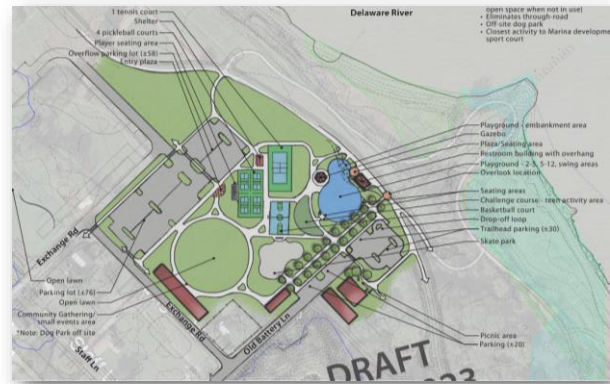 1 tennis court
Shelter
4 pickleball courts
Player seating area
Overflow parking lot (±58)
Entry plaza
Delaware River
open space when not in use)
• Eliminates through-road
• Off-site dog park
• Closest activity to Marina developme
sport court
Playground - embankment area
Gazebo
Plaza/Seating area
Restroom building with overhang
Playground - 2-5, 5-12, swing areas
Overlook location
Seating areas
Challenge course - teen activity area
Basketball court
Drop-off loop
Trailhead parking (±30)
Skate park
Exchange Rd
Open lawn
Parking lot (±76)
Open lawn
Community Gathering/
small events area
*Note: Dog Park off site
Staff Ln
Exchange Rd
Old Battery Ln
Picnic area
Parking (±20)
DRAFT